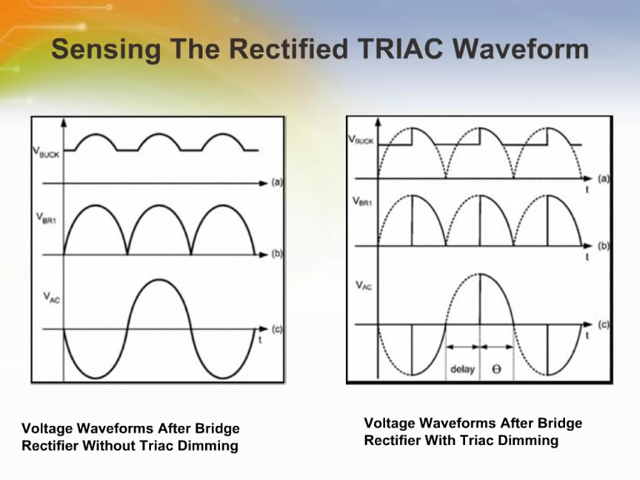 Sensing The Rectified TRIAC Waveform
VBUCK
(a)
VBR1
(b)
VAC
(c)
t
VBUCK
(a)
t
VBR1
(b)
t
VAC
(c)
t
delay
Θ
Voltage Waveforms After Bridge
Rectifier Without Triac Dimming
Voltage Waveforms After Bridge
Rectifier With Triac Dimming